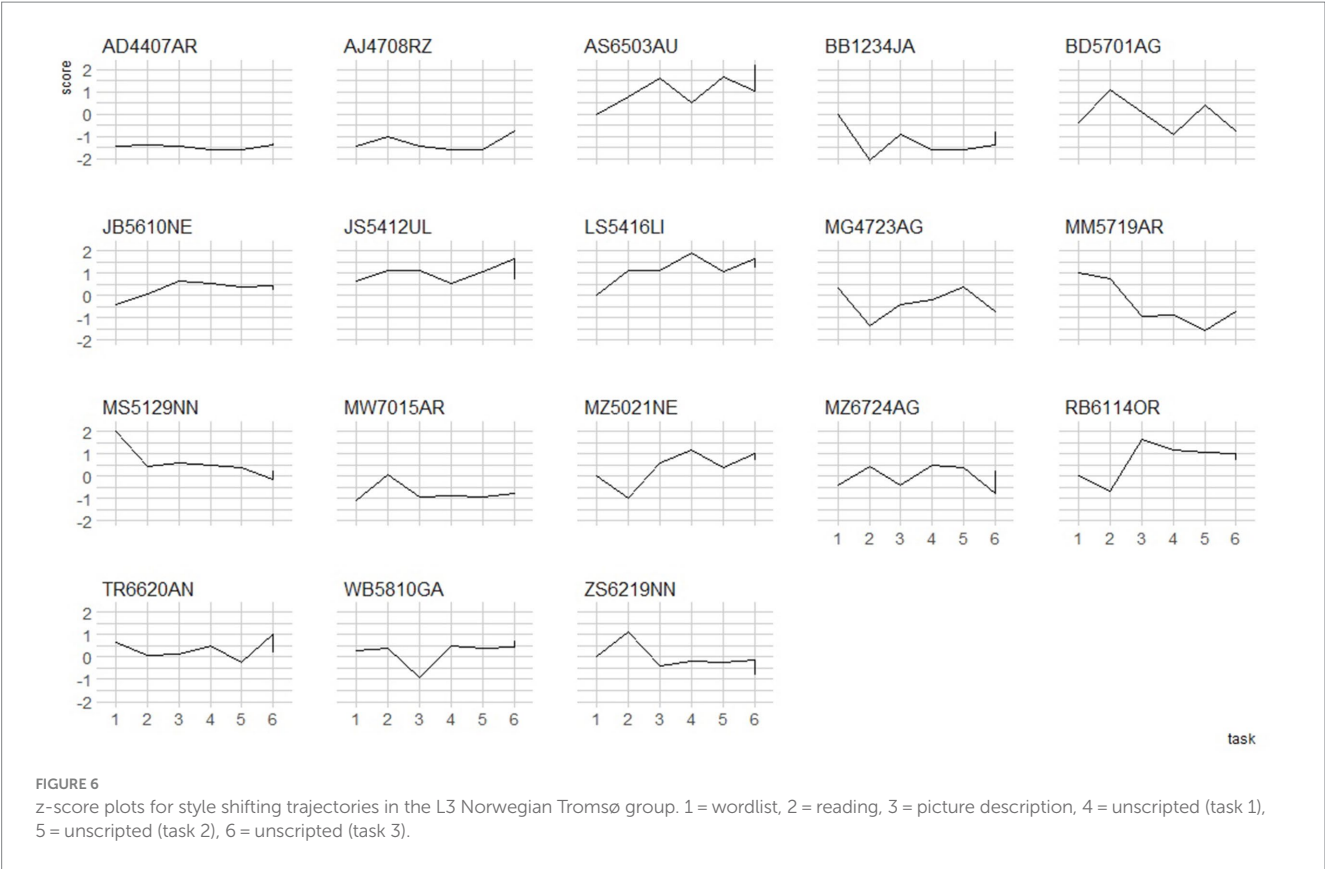 AD4407AR AJ4708RZ AS6503AU BB1234JA BD5701AG
score
2
1
0
-1
-2
JB5610NE JS5412UL LS5416LI MG4723AG MM5719AR
2
1
0
-1
-2
MS5129NN MW7015AR MZ5021NE MZ6724AG RB6114OR
2
1
0
-1
-2
1 2 3 4 5 6 1 2 3 4 5 6
TR6620AN WB5810GA ZS6219NN
2
1
0
-1
-2
1 2 3 4 5 6 1 2 3 4 5 6 1 2 3 4 5 6
task
FIGURE 6
z-score plots for style shifting trajectories in the L3 Norwegian Tromsø group. 1 = wordlist, 2 = reading, 3 = picture description, 4 = unscripted (task 1),
5 = unscripted (task 2), 6 = unscripted (task 3).